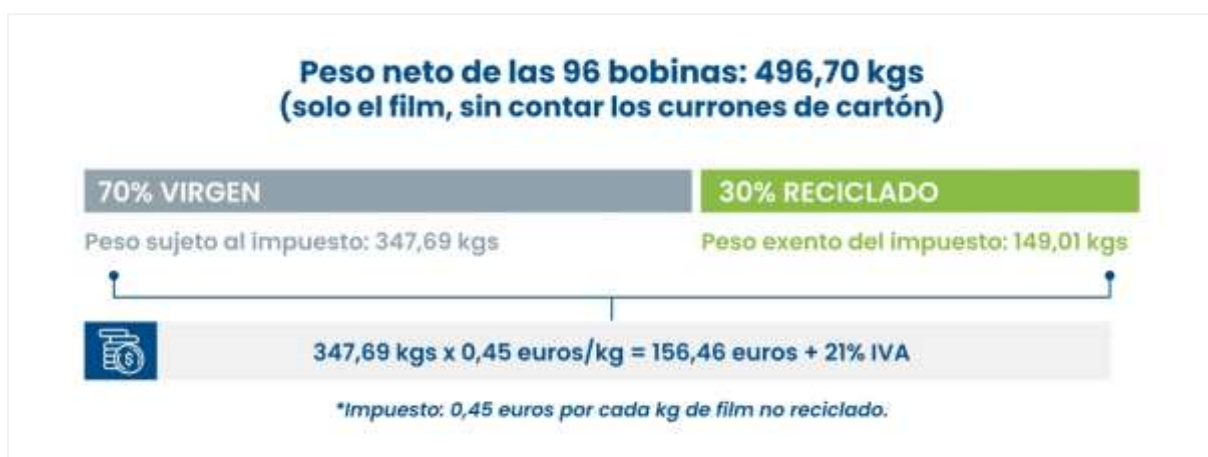 Peso neto de las 96 bobinas: 496,70 kgs
(solo el film, sin contar los currones de cartón)
70% VIRGEN
30% RECICLADO
Peso sujeto al impuesto: 347,69 kgs
Peso exento del impuesto: 149,01 kgs
347,69 kgs x 0,45 euros/kg = 156,46 euros + 21% IVA
*Impuesto: 0,45 euros por cada kg de film no reciclado.